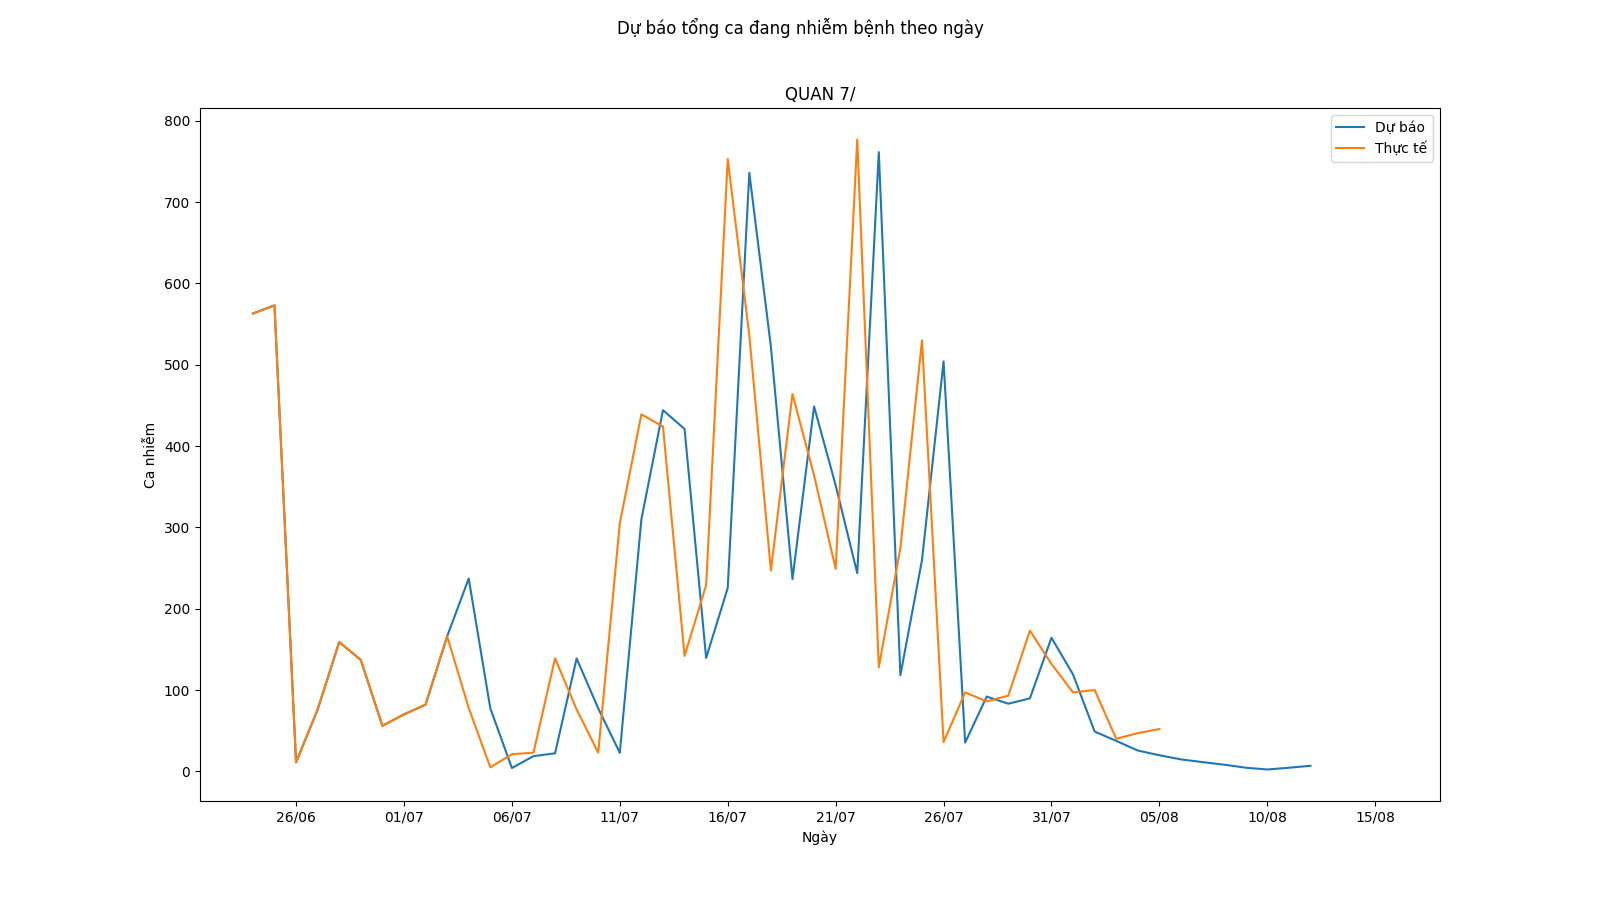 Dự báo tổng ca đang nhiễm bệnh theo ngày
QUAN 7/
Dự báo
Thực tế
800
700
600
500
400
300
200
100
0
Ca nhiễm
26/06 01/07 06/07 11/07 16/07 21/07 26/07 31/07 05/08 10/08 15/08
Ngày